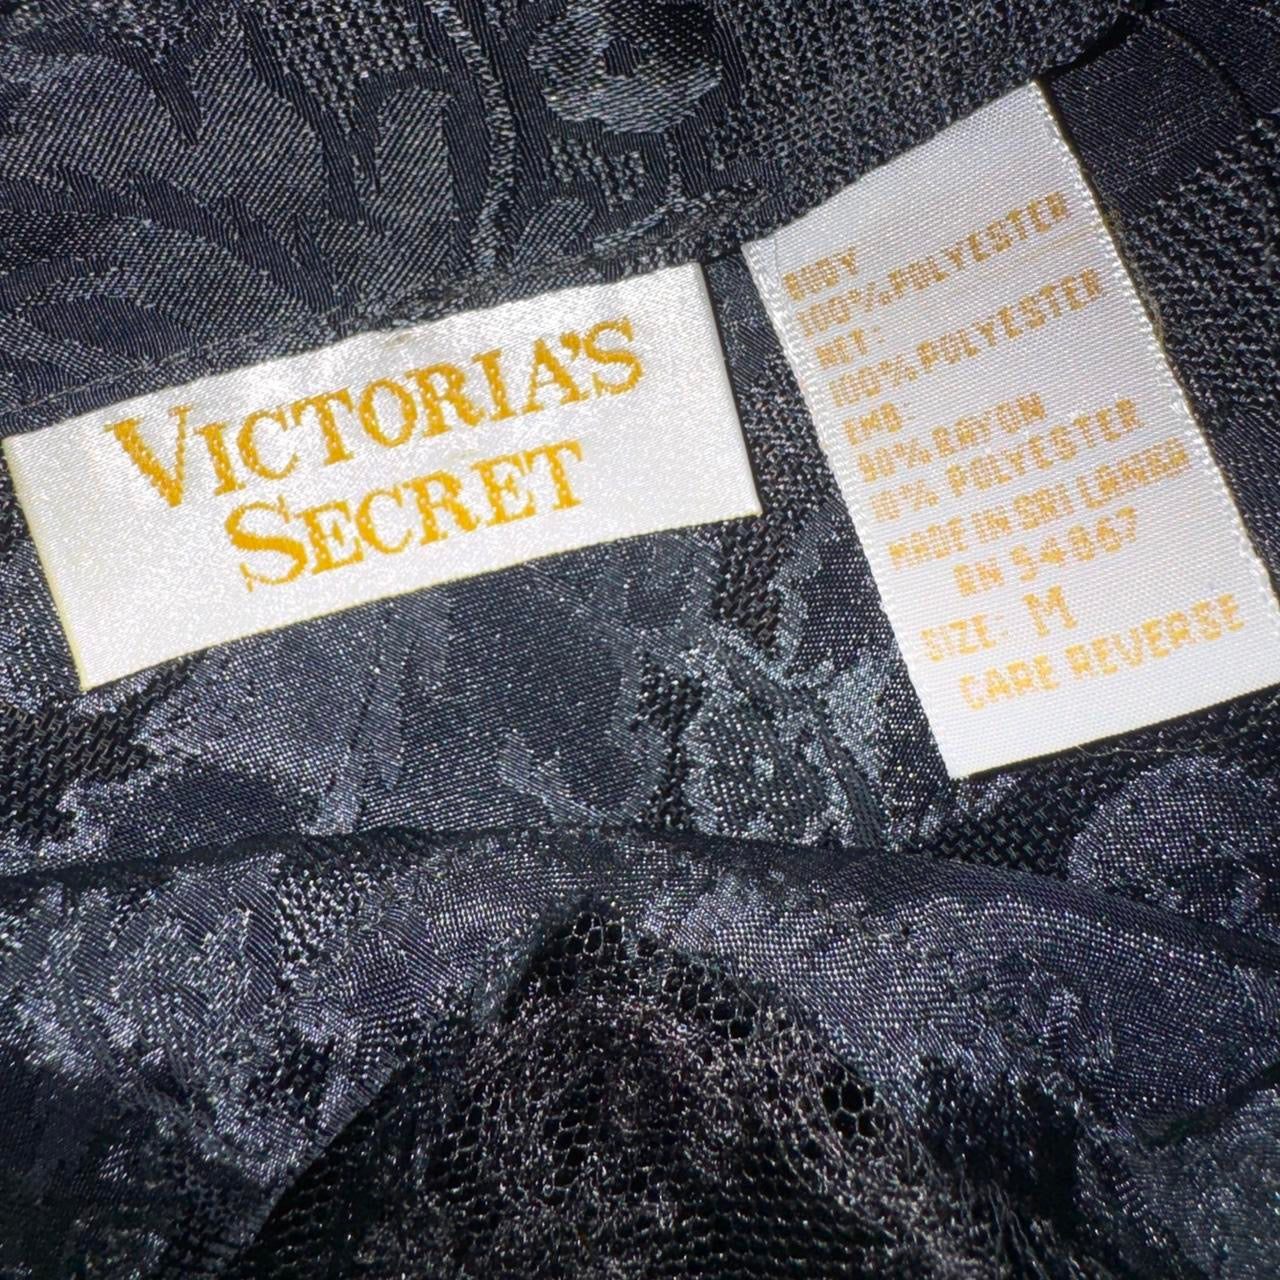 VICTORIA'S
SECRET
BODY
100% POLYESTER
NET:
100% POLYESTER
EMB
90% RAYON
10% POLYESTER
MADE IN SRI LANKA
RN 54867
SIZE: M
CARE REVERSE